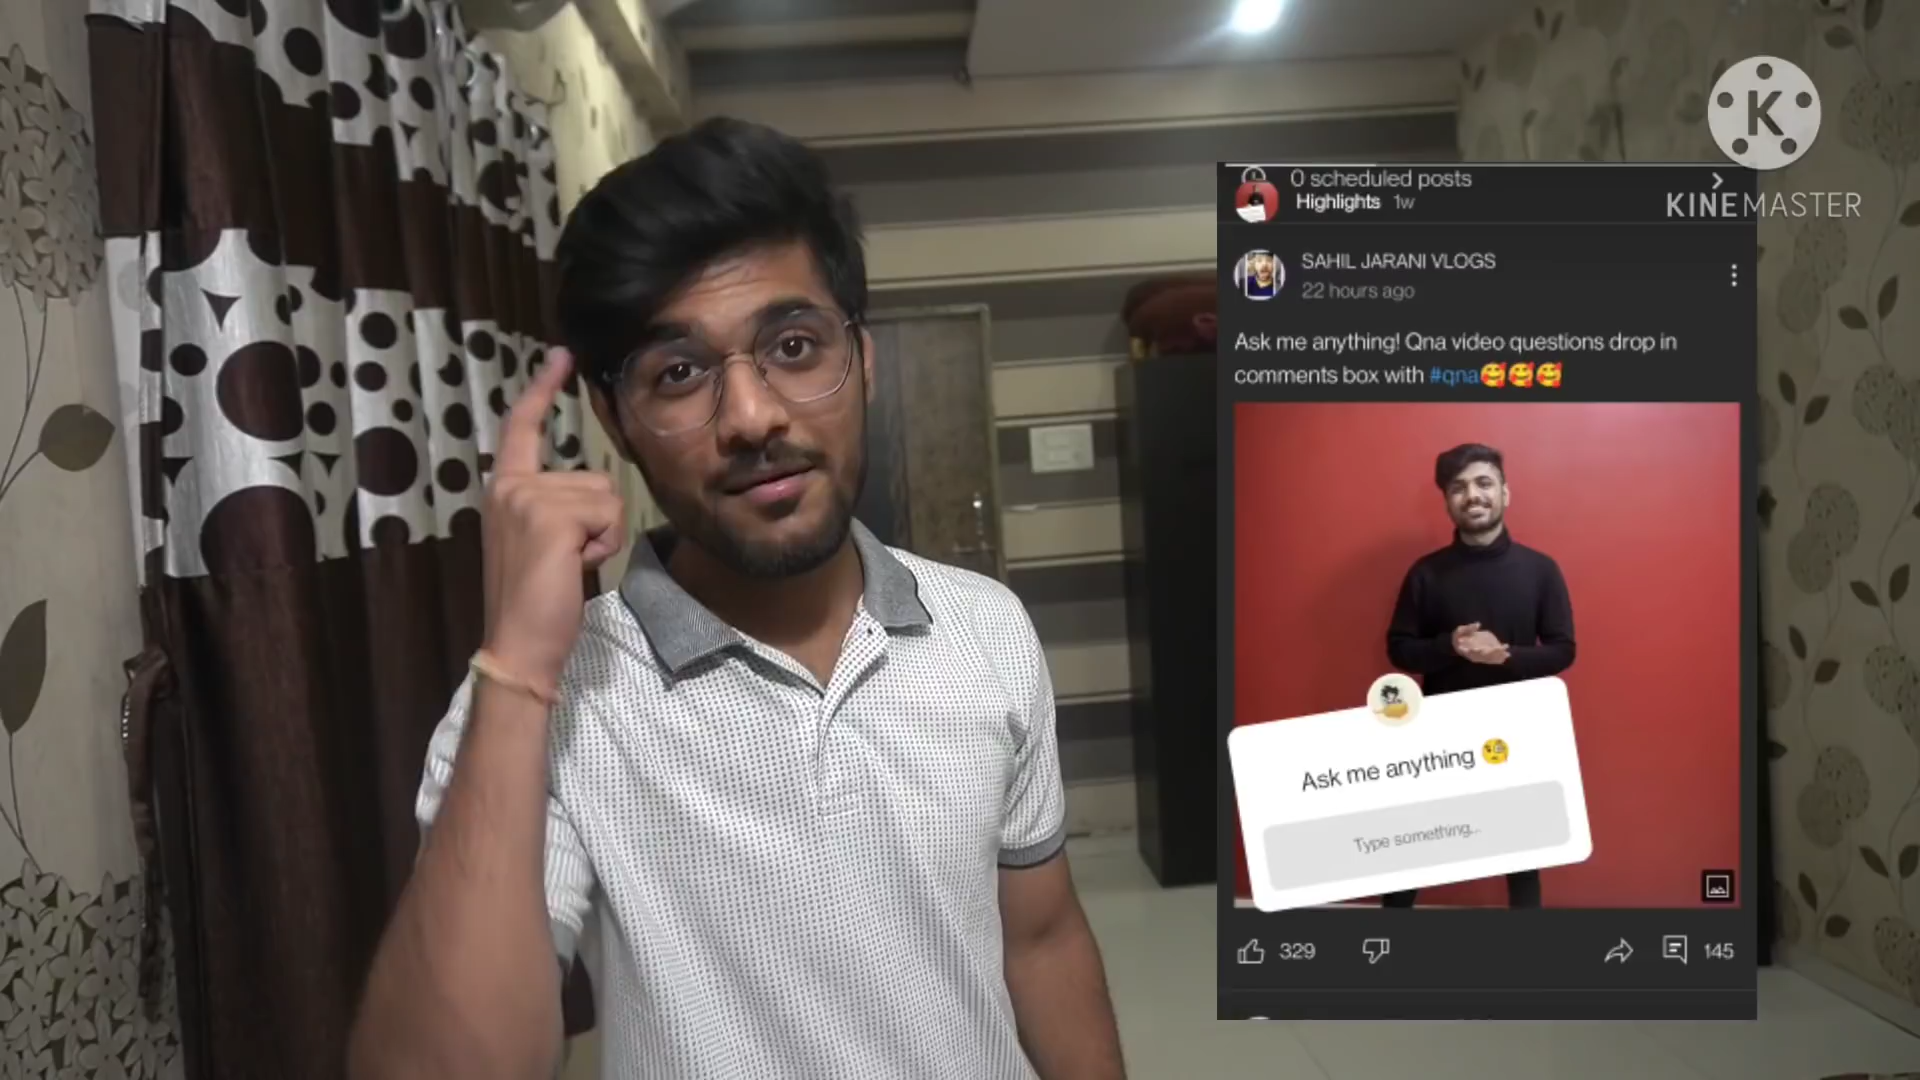 K
KINEMASTER
0 scheduled posts
Highlights 1w
SAHIL JARANI VLOGS
22 hours ago
Ask me anything! Qna video questions drop in
comments box with #qna🥰🥰🥰
Ask me anything 🧐
Type something...
329
145